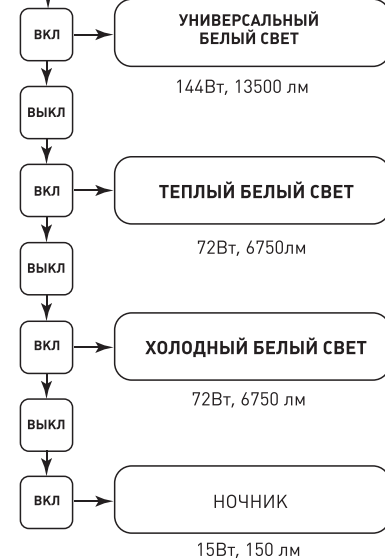 ВКЛ
УНИВЕРСАЛЬНЫЙ
БЕЛЫЙ СВЕТ
144Вт, 13500 лм
ВЫКЛ
ВКЛ
ТЕПЛЫЙ БЕЛЫЙ СВЕТ
72Вт, 6750лм
ВЫКЛ
ВКЛ
ХОЛОДНЫЙ БЕЛЫЙ СВЕТ
72Вт, 6750 лм
ВЫКЛ
ВКЛ
НОЧНИК
15Вт, 150 лм